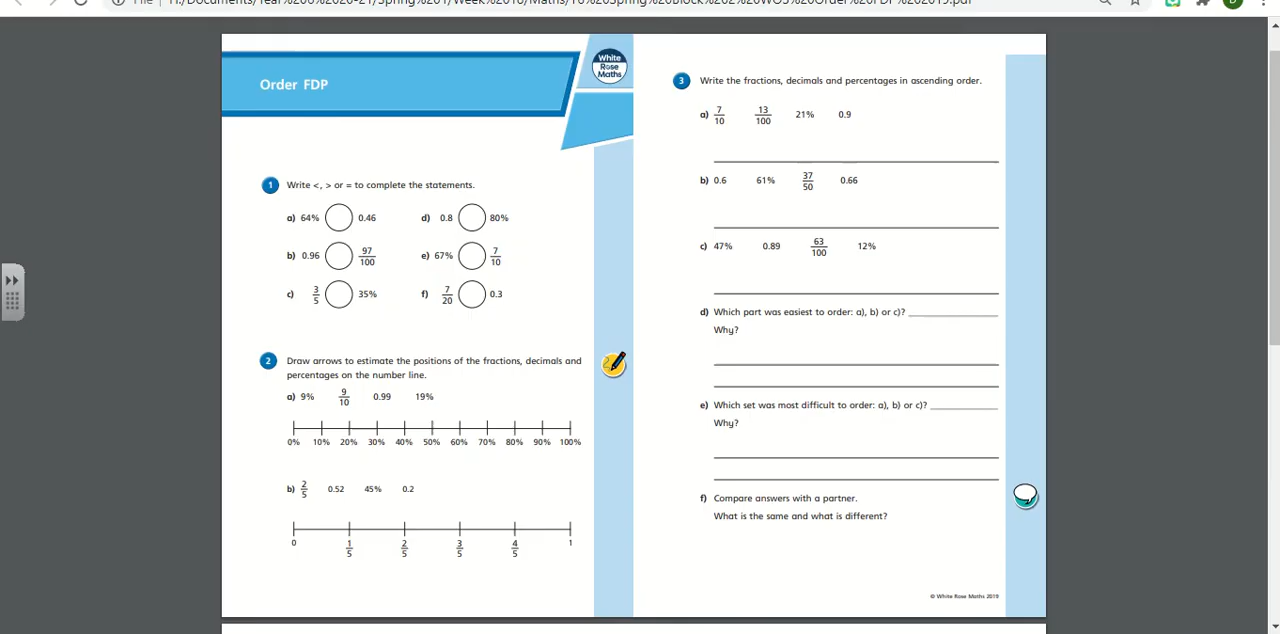 File
Order FDP
White
Rose
Maths
1 Write <, > or = to complete the statements.
a) 64% 0.46 d) 0.8 80%
b) 0.96 97/100 e) 67% 7/10
c) 3/5 35% f) 7/20 0.3
2 Draw arrows to estimate the positions of the fractions, decimals and
percentages on the number line.
a) 9% 9/10 0.99 19%
0% 10% 20% 30% 40% 50% 60% 70% 80% 90% 100%
b) 2/5 0.52 45% 0.2
0 1/5 2/5 3/5 4/5 1
3 Write the fractions, decimals and percentages in ascending order.
a) 7/10 13/100 21% 0.9
b) 0.6 61% 37/50 0.66
c) 47% 0.89 63/100 12%
d) Which part was easiest to order: a), b) or c)?
Why?
e) Which set was most difficult to order: a), b) or c)?
Why?
f) Compare answers with a partner.
What is the same and what is different?
© White Rose Maths 2019